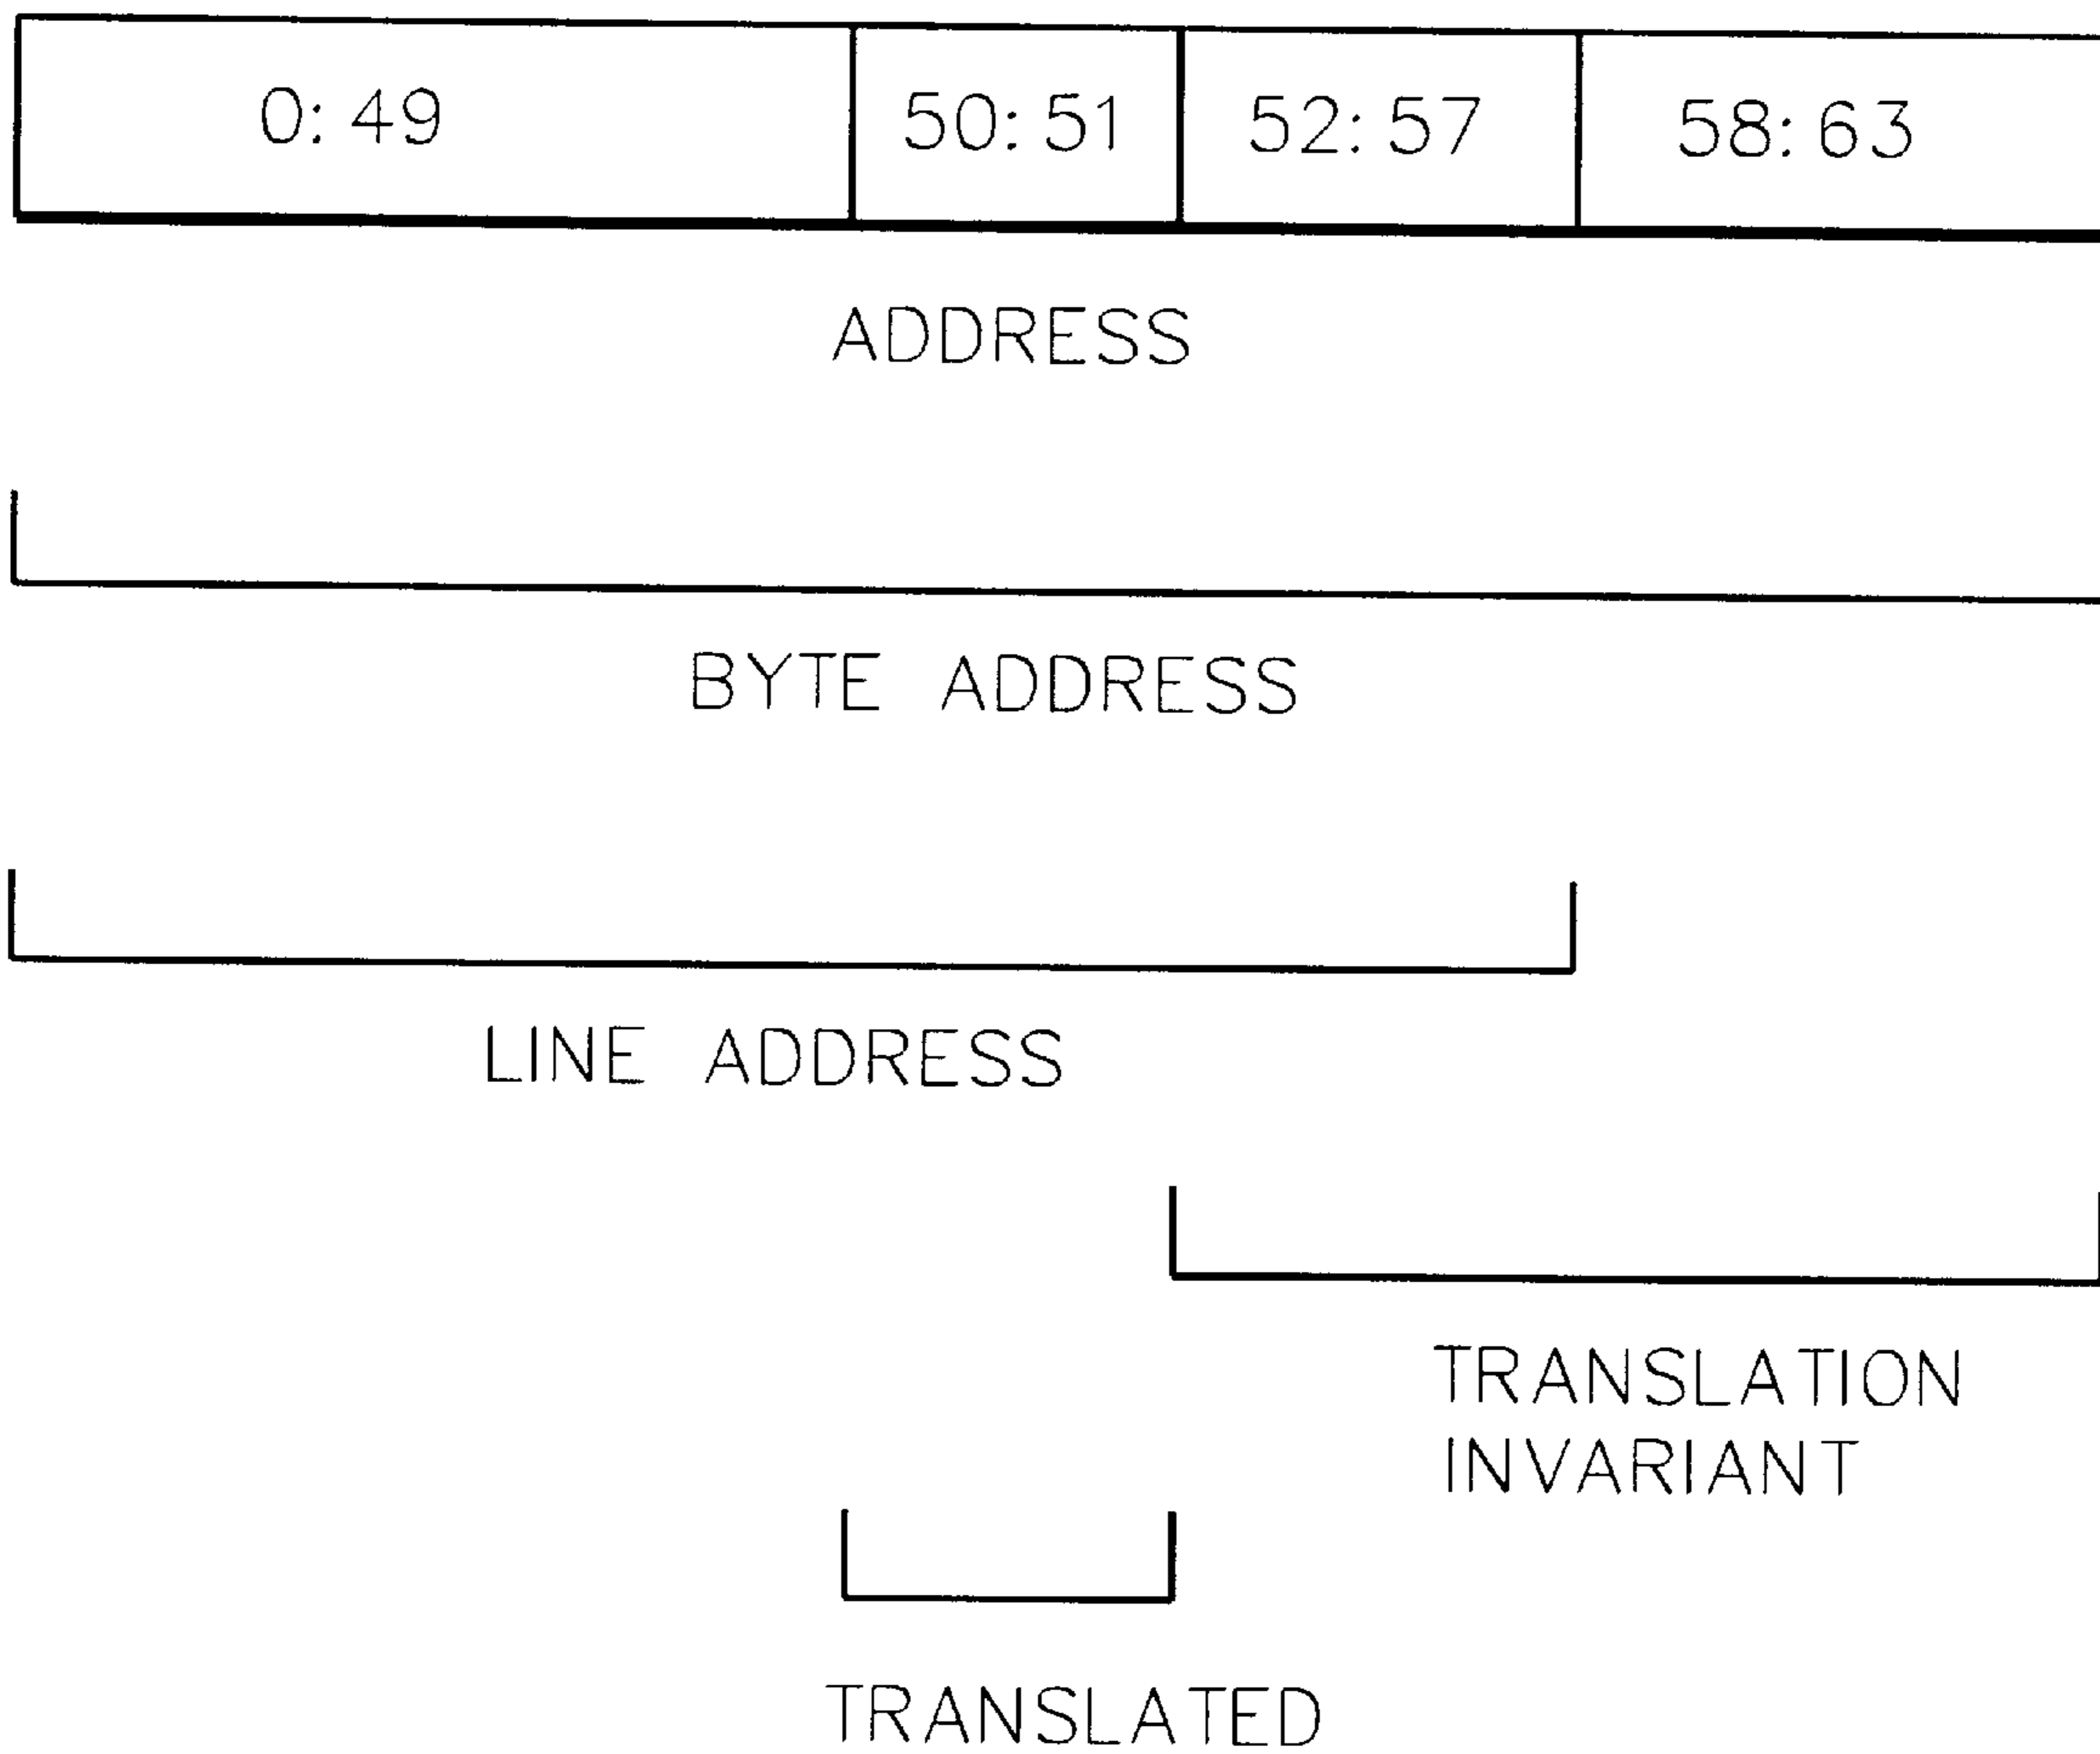 0: 49 50: 51 52: 57 58: 63
ADDRESS
BYTE ADDRESS
LINE ADDRESS
TRANSLATION
INVARIANT
TRANSLATED